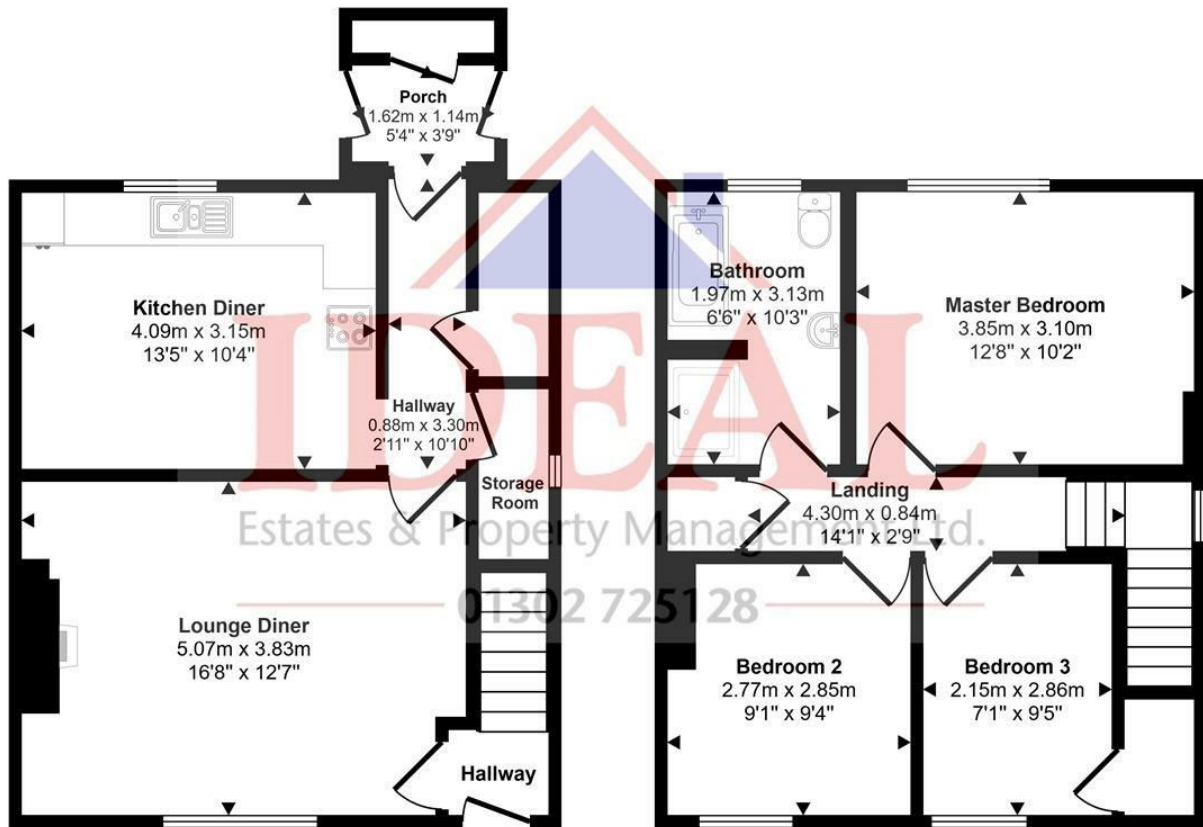 Porch
1.62m x 1.14m
5'4" x 3'9"
Kitchen Diner
4.09m x 3.15m
13'5" x 10'4"
Hallway
0.88m x 3.30m
2'11" x 10'10"
Storage
Room
Lounge Diner
5.07m x 3.83m
16'8" x 12'7"
Hallway
Bathroom
1.97m x 3.13m
6'6" x 10'3"
Master Bedroom
3.85m x 3.10m
12'8" x 10'2"
Landing
4.30m x 0.84m
14'1" x 2'9"
Bedroom 2
2.77m x 2.85m
9'1" x 9'4"
Bedroom 3
2.15m x 2.86m
7'1" x 9'5"
IDEAL
Estates & Property Management Ltd.
01302 725128